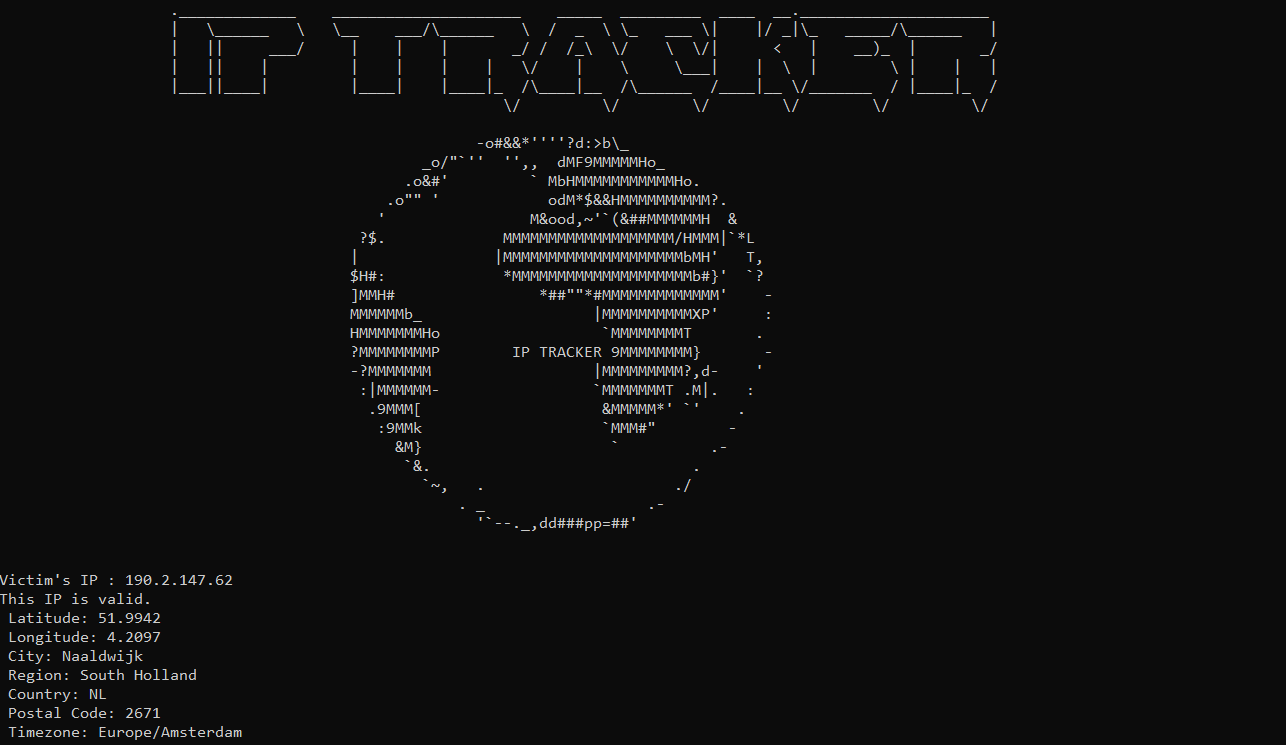 IP TRACKER
IP TRACKER
Victim's IP : 190.2.147.62
This IP is valid.
Latitude: 51.9942
Longitude: 4.2097
City: Naaldwijk
Region: South Holland
Country: NL
Postal Code: 2671
Timezone: Europe/Amsterdam